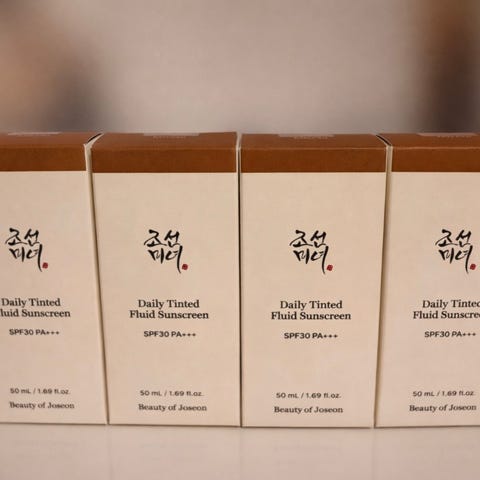 조선
미녀
Daily Tinted
luid Sunscreen
SPF30 PA+++
50 mL / 1.69 fl.oz.
Beauty of Joseon
조선
미녀
Daily Tinted
Fluid Sunscreen
SPF30 PA+++
50 mL / 1.69 fl.oz.
Beauty of Joseon
조선
미녀
Daily Tinted
Fluid Sunscreen
SPF30 PA+++
50 mL / 1.69 fl.oz.
Beauty of Joseon
조선
미녀
Daily Tinte
Fluid Sunscre
SPF30 PA+++
50 mL / 1.69 fl.oz
Beauty of Joseon